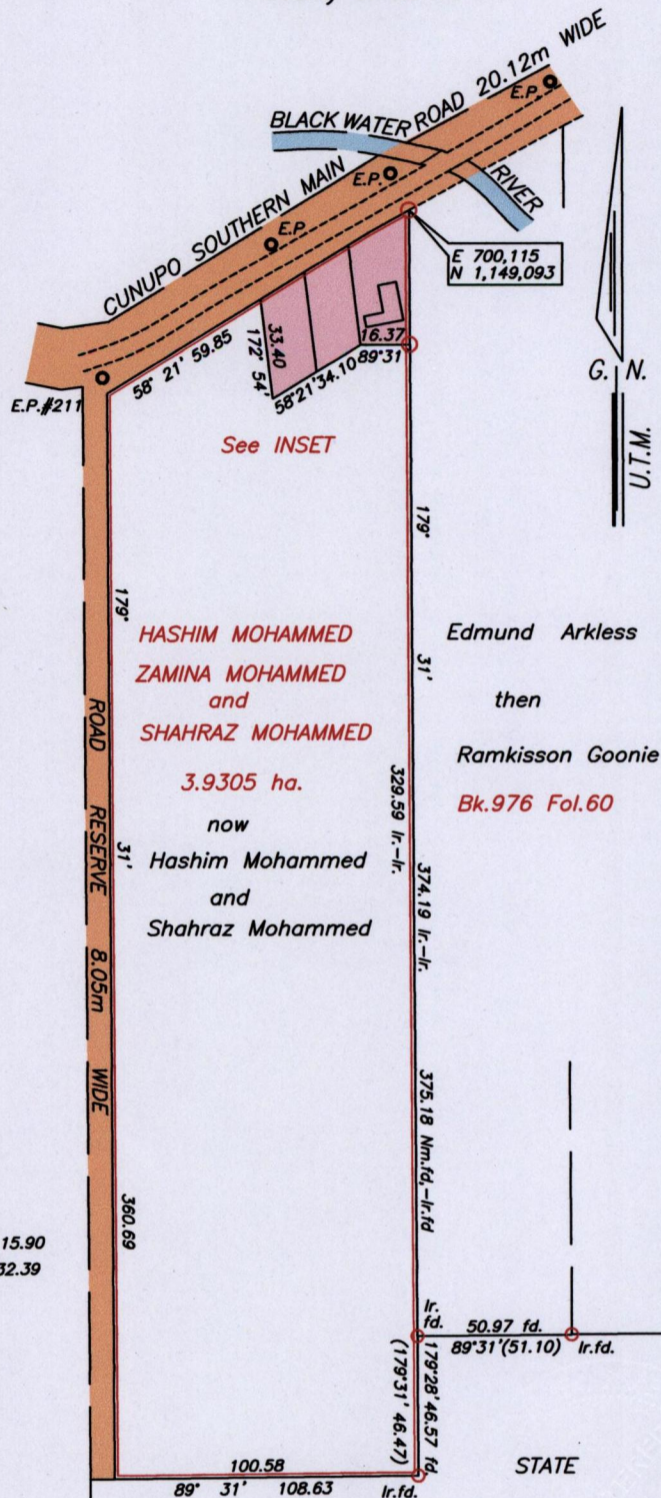 CUNUPO SOUTHERN MAIN ROAD 20.12m WIDE
BLACK WATER RIVER
E.P.
E.P.
E.P.
E.P.#211
E 700,115
N 1,149,093
G. N.
U.T.M.
58° 21' 59.85
33.40
172° 54'
58°21'34.10
16.37
89°31
See INSET
179° 31'
329.59 Ir.-Ir.
374.19 Ir.-Ir.
375.18 Nm.fd,-Ir.fd
HASHIM MOHAMMED
ZAMINA MOHAMMED
and
SHAHRAZ MOHAMMED
3.9305 ha.
now
Hashim Mohammed
and
Shahraz Mohammed
Edmund Arkless
then
Ramkisson Goonie
Bk.976 Fol.60
179° 31' 360.69
ROAD RESERVE 8.05m WIDE
15.90
32.39
Ir.
fd.
50.97 fd.
89°31'(51.10) Ir.fd.
179°28' 46.57 fd
(179°31' 46.47)
STATE
100.58
89° 31' 108.63 Ir.fd.